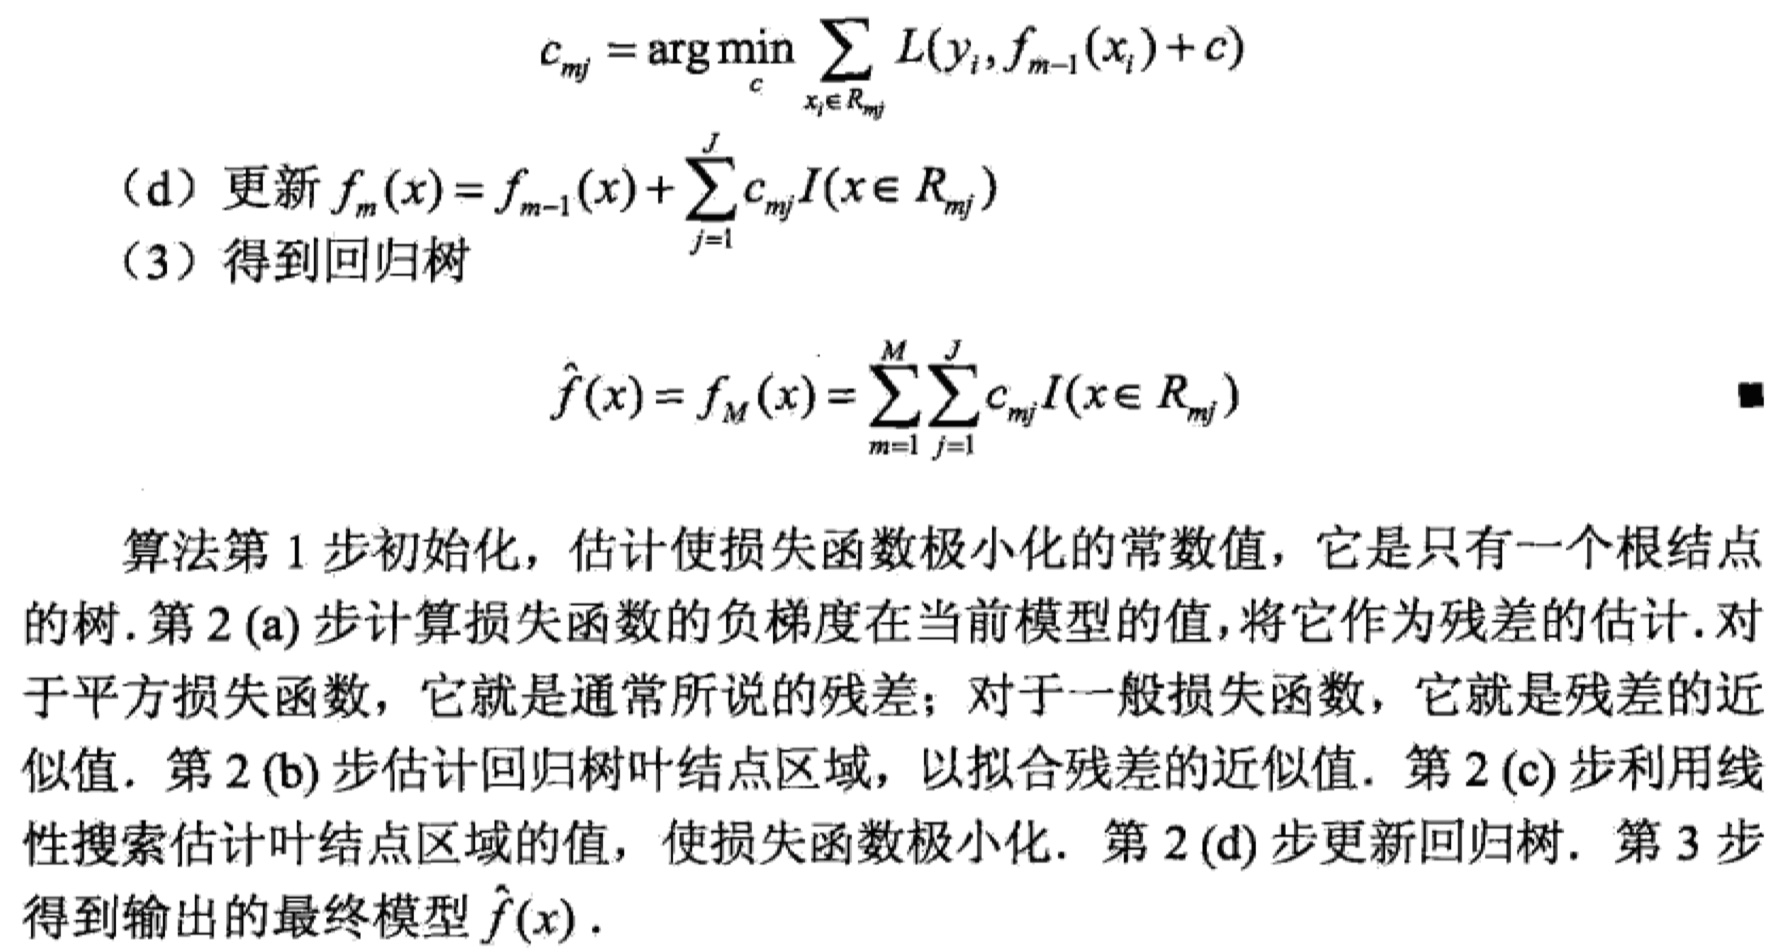 c_{mj} = arg min_c \sum_{x_i∈R_{mj}} L(y_i, f_{m-1}(x_i) + c)
（d）更新 f_m(x) = f_{m-1}(x) + \sum_{j=1}^{J} c_{mj} I(x∈ R_{mj})
（3）得到回归树
\hat{f}(x) = f_M(x) = \sum_{m=1}^{M} \sum_{j=1}^{J} c_{mj} I(x∈ R_{mj}) ■
算法第 1 步初始化，估计使损失函数极小化的常数值，它是只有一个根结点
的树．第 2 (a) 步计算损失函数的负梯度在当前模型的值，将它作为残差的估计．对
于平方损失函数，它就是通常所说的残差；对于一般损失函数，它就是残差的近
似值．第 2 (b) 步估计回归树叶结点区域，以拟合残差的近似值．第 2 (c) 步利用线
性搜索估计叶结点区域的值，使损失函数极小化．第 2 (d) 步更新回归树．第 3 步
得到输出的最终模型 \hat{f}(x)．